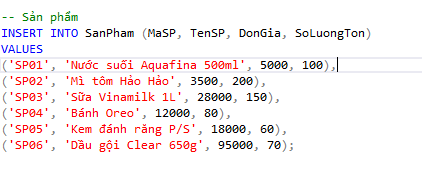 -- Sản phẩm
INSERT INTO SanPham (MaSP, TenSP, DonGia, SoLuongTon)
VALUES
('SP01', 'Nước suối Aquafina 500ml', 5000, 100),
('SP02', 'Mì tôm Hảo Hảo', 3500, 200),
('SP03', 'Sữa Vinamilk 1L', 28000, 150),
('SP04', 'Bánh Oreo', 12000, 80),
('SP05', 'Kem đánh răng P/S', 18000, 60),
('SP06', 'Dầu gội Clear 650g', 95000, 70);